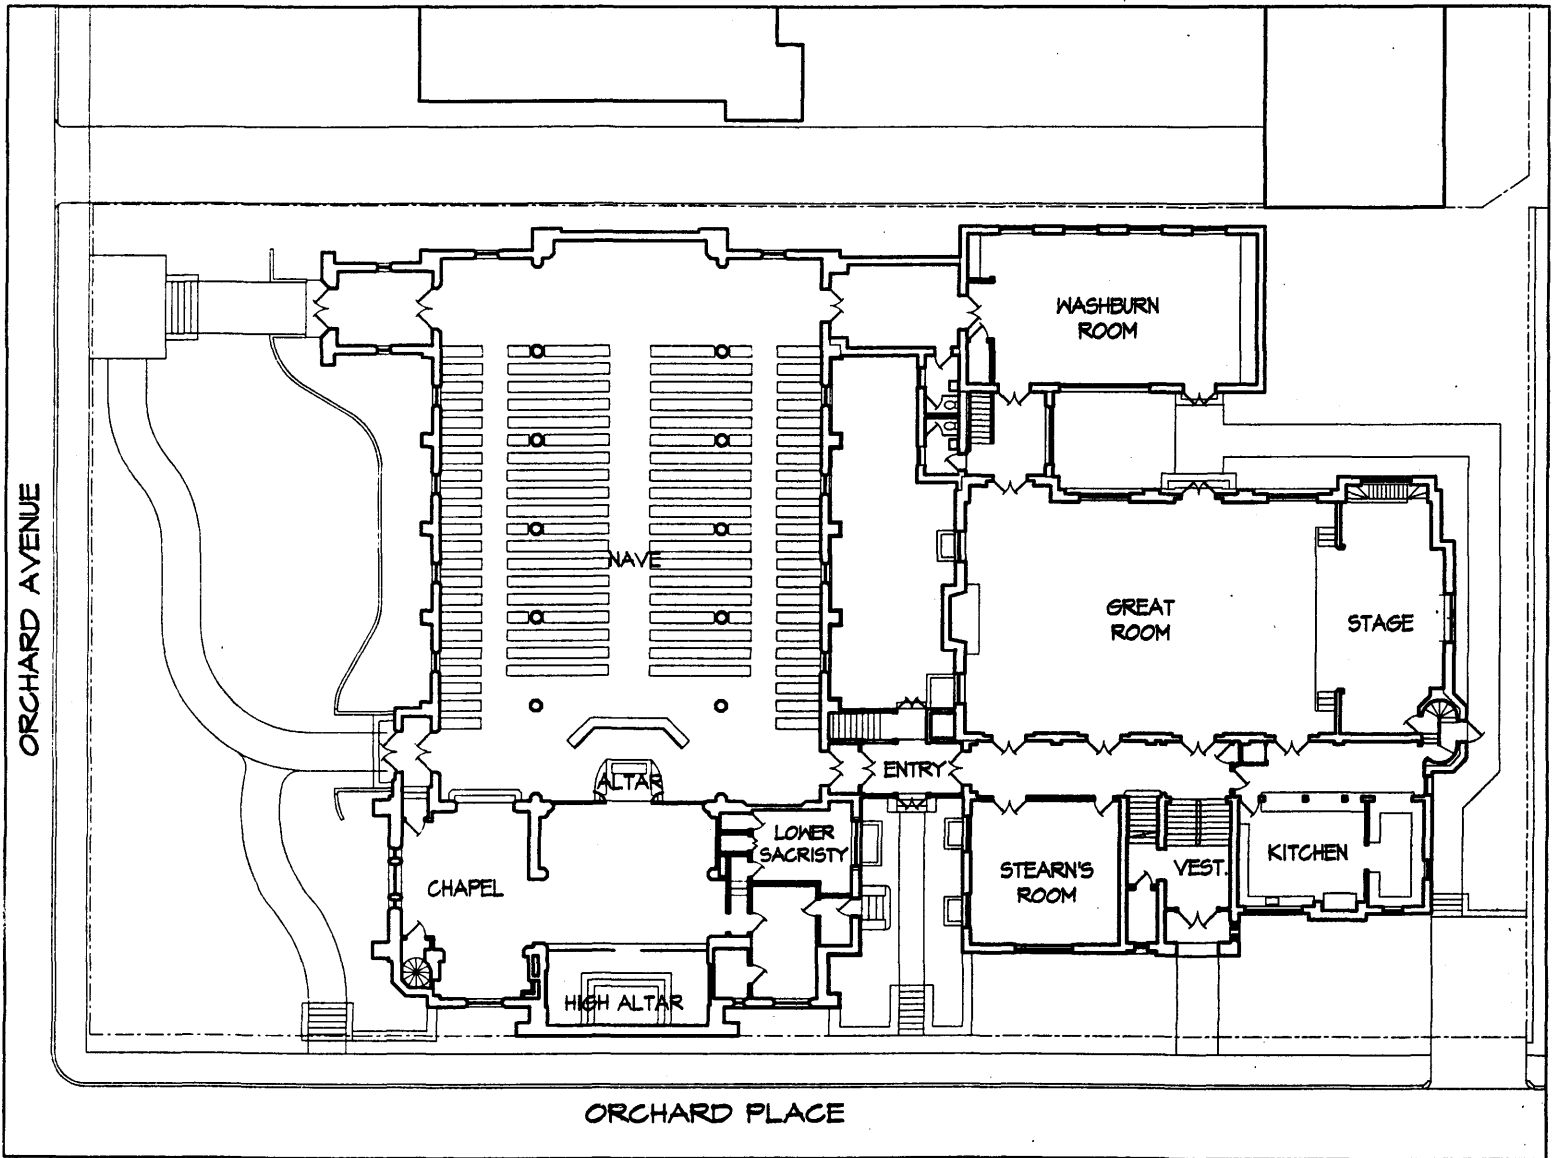 WASHBURN
ROOM
ORCHARD AVENUE
NAVE
GREAT
ROOM
STAGE
ENTRY
ALTAR
LOWER
SACRISTY
CHAPEL
STEARN'S
ROOM
VEST.
KITCHEN
HIGH ALTAR
ORCHARD PLACE